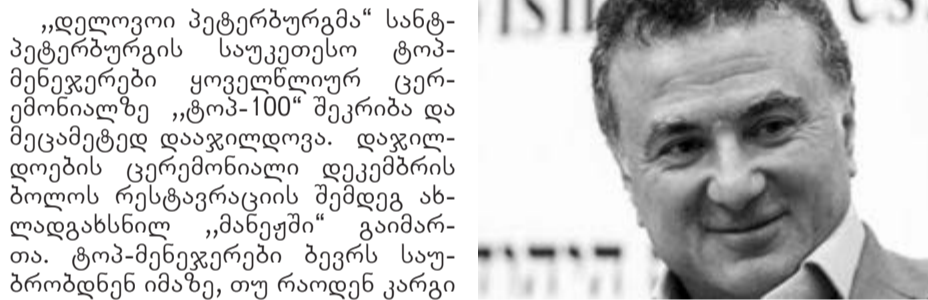 ,,დელოვოი პეტერბურგმა“ სანტ-
პეტერბურგის საუკეთესო ტოპ-
მენეჯერები ყოველწლიურ ცერ-
ემონიალზე ,,ტოპ-100“ შეკრიბა და
მეცამეტედ დააჯილდოვა. დაჯილ-
დოების ცერემონიალი დეკემბრის
ბოლოს რესტავრაციის შემდეგ ახ-
ლადგახსნილ ,,მანეჟში“ გაიმარ-
თა. ტოპ-მენეჯერები ბევრს საუ-
ბრობდნენ იმაზე, თუ რაოდენ კარგი